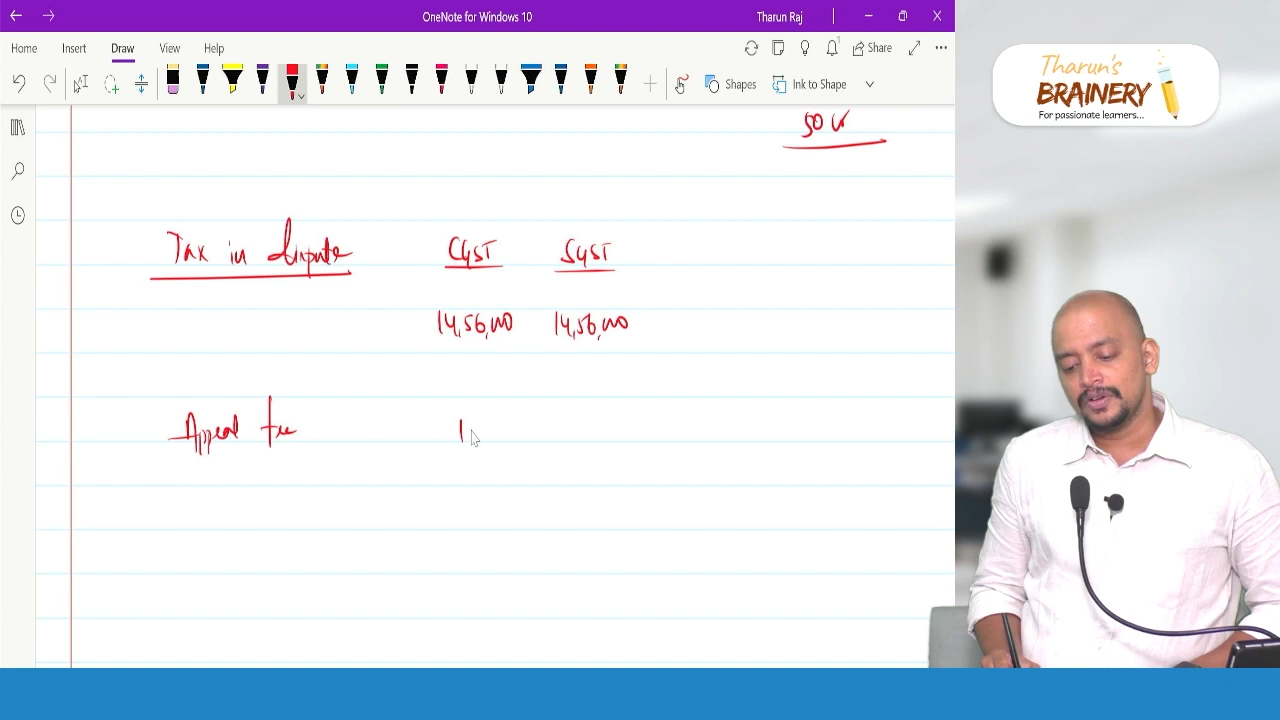 OneNote for Windows 10
Tharun Raj
Home Insert Draw View Help
Share
Shapes
Ink to Shape
Tharun's
BRAINERY
For passionate learners...
50 
Tax in dispute CGST SGST
14,56,000 14,56,000
Appeal fee 1